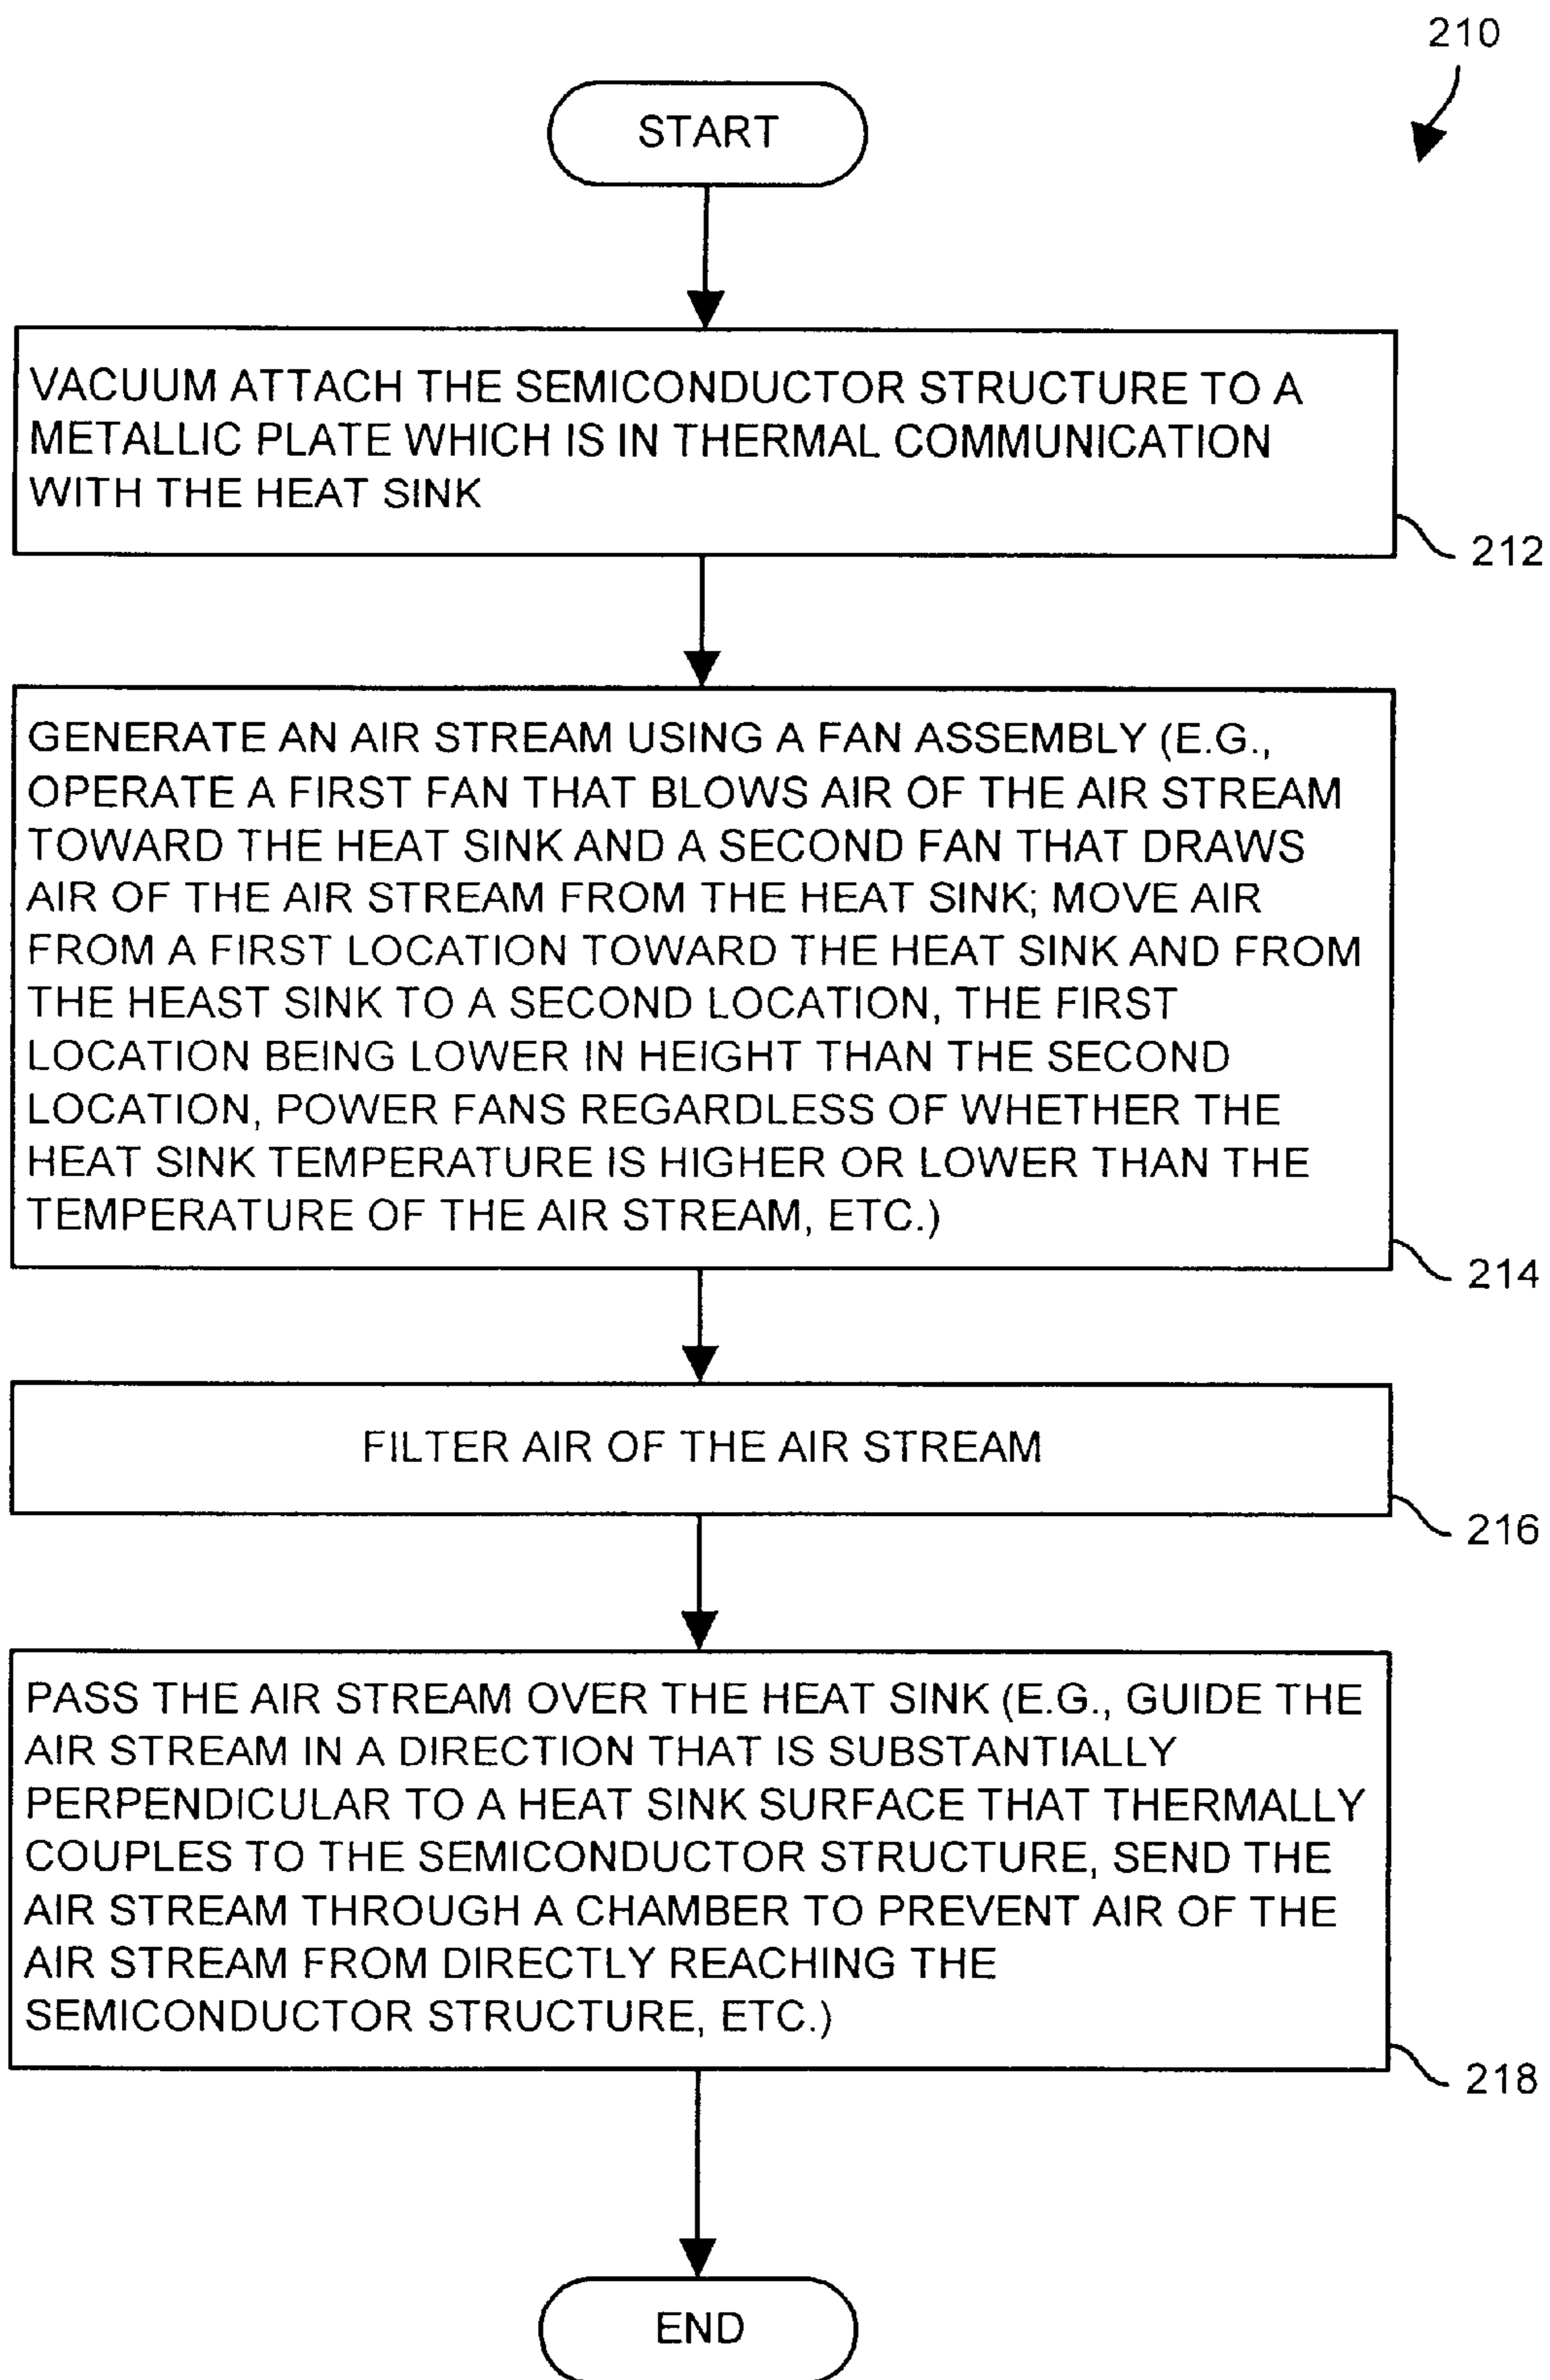 210
START
VACUUM ATTACH THE SEMICONDUCTOR STRUCTURE TO A
METALLIC PLATE WHICH IS IN THERMAL COMMUNICATION
WITH THE HEAT SINK
212
GENERATE AN AIR STREAM USING A FAN ASSEMBLY (E.G.,
OPERATE A FIRST FAN THAT BLOWS AIR OF THE AIR STREAM
TOWARD THE HEAT SINK AND A SECOND FAN THAT DRAWS
AIR OF THE AIR STREAM FROM THE HEAT SINK; MOVE AIR
FROM A FIRST LOCATION TOWARD THE HEAT SINK AND FROM
THE HEAST SINK TO A SECOND LOCATION, THE FIRST
LOCATION BEING LOWER IN HEIGHT THAN THE SECOND
LOCATION, POWER FANS REGARDLESS OF WHETHER THE
HEAT SINK TEMPERATURE IS HIGHER OR LOWER THAN THE
TEMPERATURE OF THE AIR STREAM, ETC.)
214
FILTER AIR OF THE AIR STREAM
216
PASS THE AIR STREAM OVER THE HEAT SINK (E.G., GUIDE THE
AIR STREAM IN A DIRECTION THAT IS SUBSTANTIALLY
PERPENDICULAR TO A HEAT SINK SURFACE THAT THERMALLY
COUPLES TO THE SEMICONDUCTOR STRUCTURE, SEND THE
AIR STREAM THROUGH A CHAMBER TO PREVENT AIR OF THE
AIR STREAM FROM DIRECTLY REACHING THE
SEMICONDUCTOR STRUCTURE, ETC.)
218
END